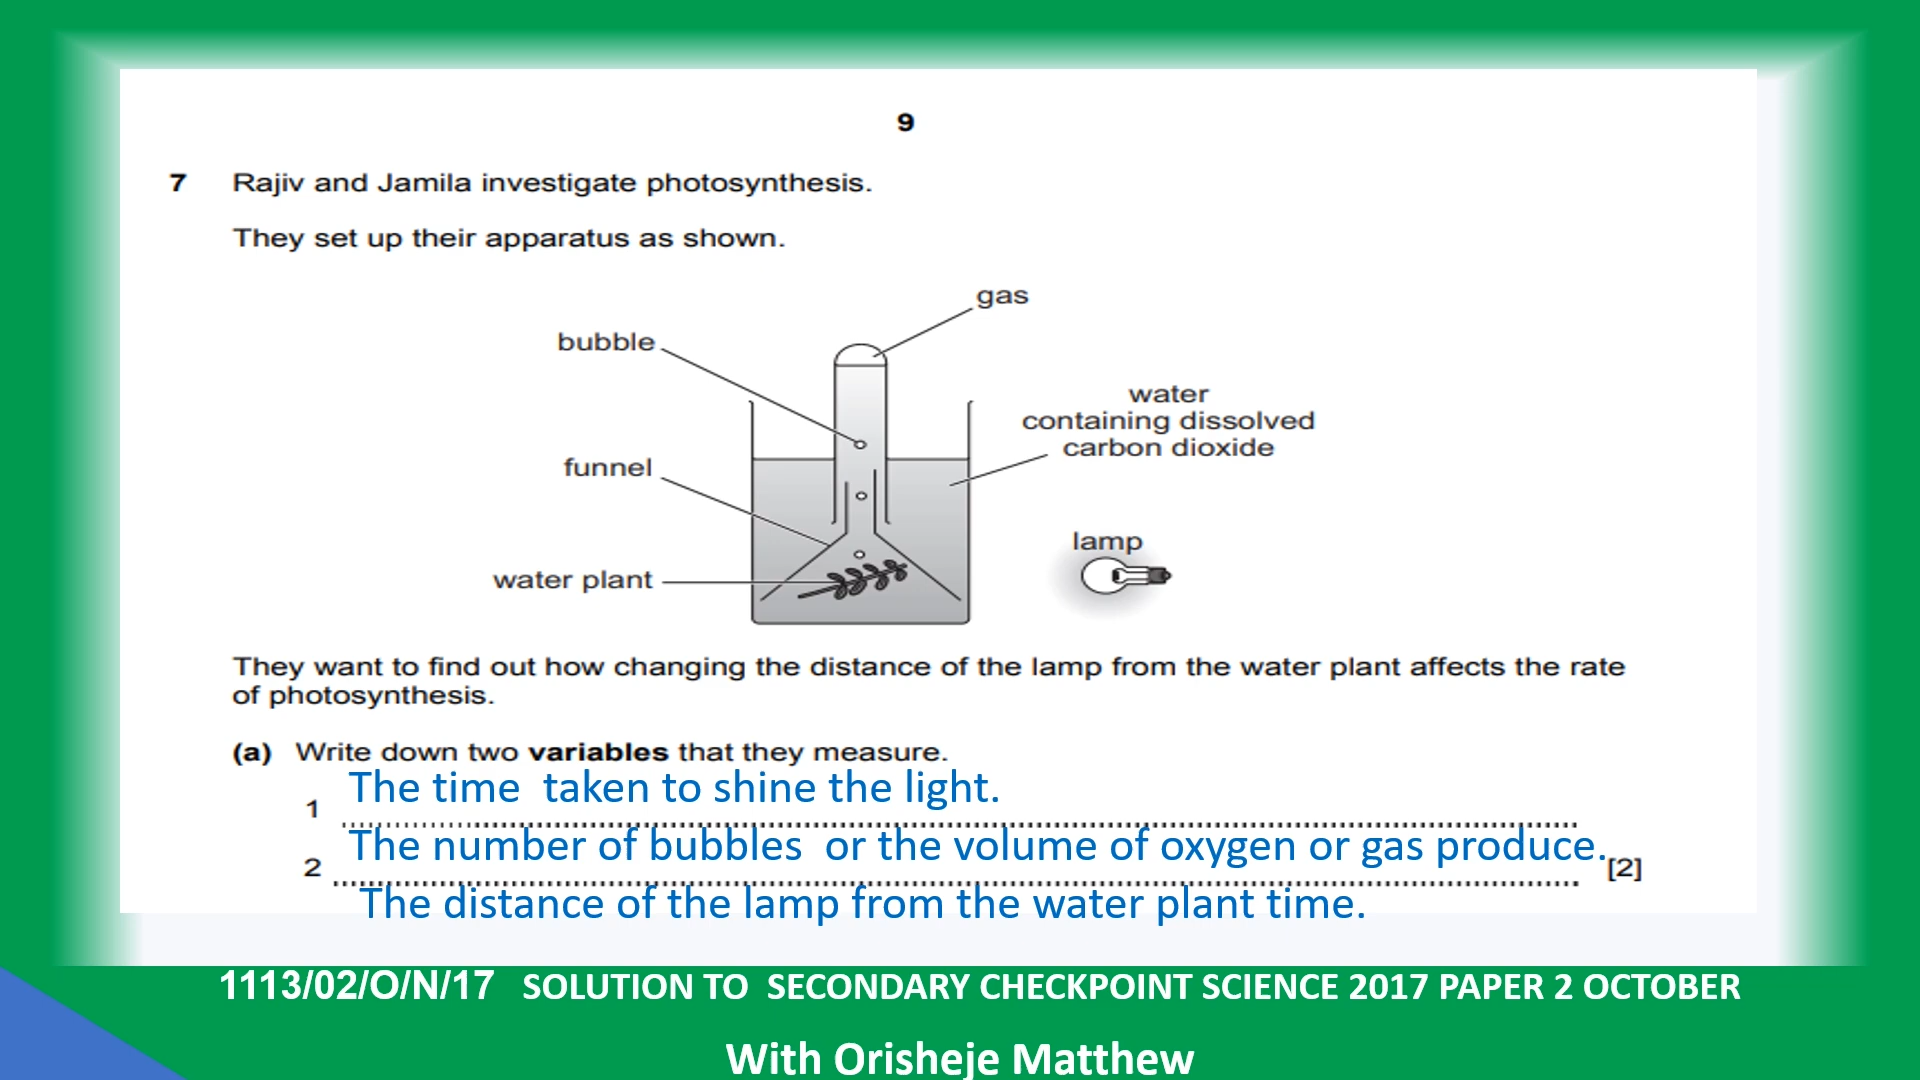 9
7 Rajiv and Jamila investigate photosynthesis.
They set up their apparatus as shown.
gas
bubble
water
containing dissolved
carbon dioxide
funnel
lamp
water plant
They want to find out how changing the distance of the lamp from the water plant affects the rate
of photosynthesis.
(a) Write down two variables that they measure.
1 The time taken to shine the light.
2 The number of bubbles or the volume of oxygen or gas produce. [2]
The distance of the lamp from the water plant time.
1113/02/O/N/17 SOLUTION TO SECONDARY CHECKPOINT SCIENCE 2017 PAPER 2 OCTOBER
With Orisheje Matthew